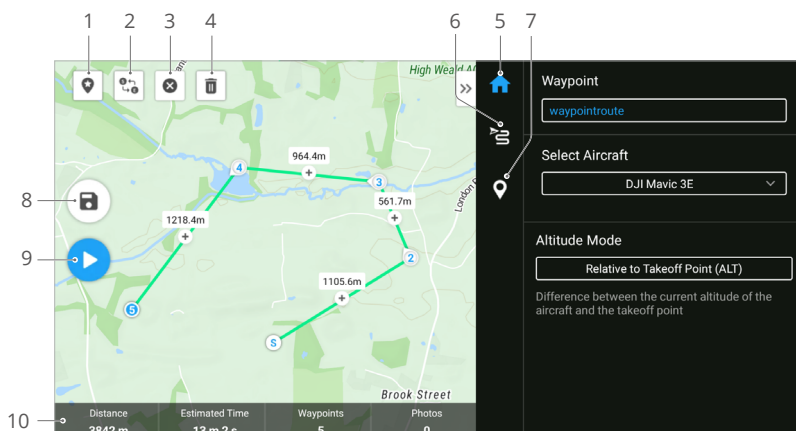 1 2 3 4 6 5 7
High Weald
Waypoint
waypointroute
Select Aircraft
DJI Mavic 3E
964.4m
4
3
London
561.7m
8
1218.4m
Altitude Mode
9
2
Relative to Takeoff Point (ALT)
1105.6m
Difference between the current altitude of the
aircraft and the takeoff point
5
S
Brook Street
10
Distance Estimated Time Waypoints Photos
3842 m 13 m 2 s 5 0